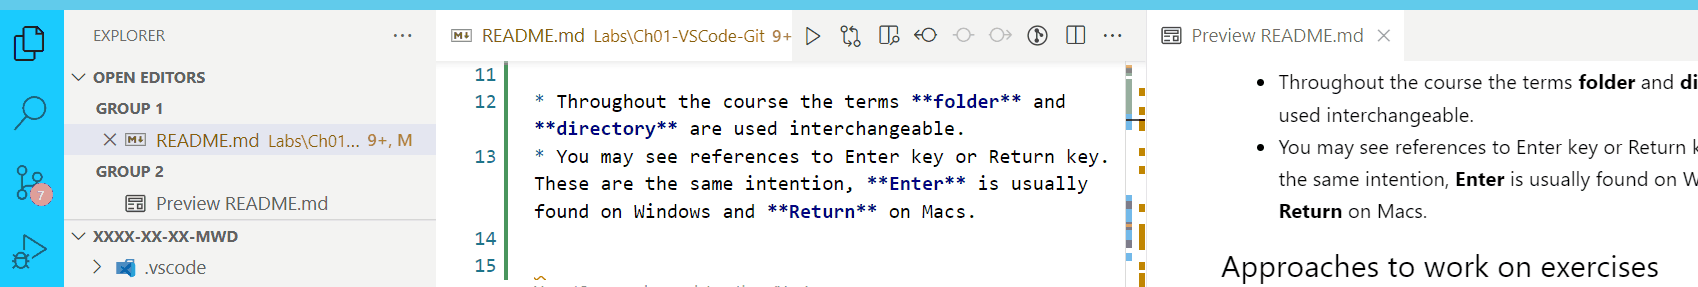 EXPLORER
OPEN EDITORS
GROUP 1
README.md Labs\Ch01... 9+, M
GROUP 2
Preview README.md
XXXX-XX-XX-MWD
.vscode
7
README.md Labs\Ch01-VSCode-Git 9+
11
12 * Throughout the course the terms **folder** and
**directory** are used interchangeable.
13 * You may see references to Enter key or Return key.
These are the same intention, **Enter** is usually
found on Windows and **Return** on Macs.
14
15
Preview README.md
• Throughout the course the terms folder and di
used interchangeable.
• You may see references to Enter key or Return k
the same intention, Enter is usually found on W
Return on Macs.
Approaches to work on exercises